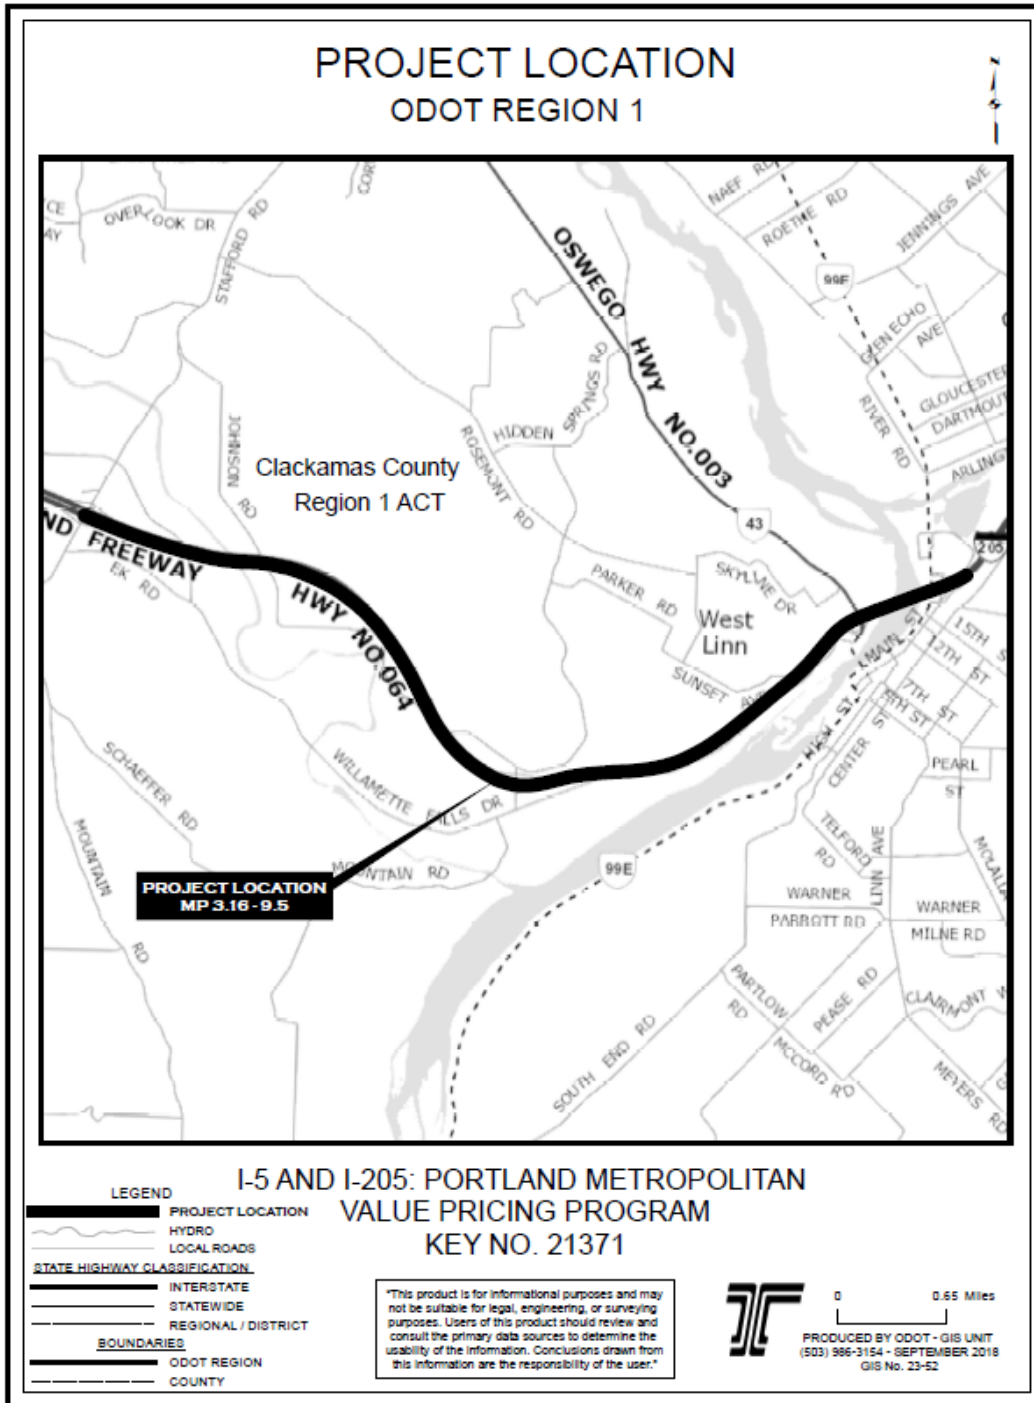 PROJECT LOCATION
ODOT REGION 1
N
NAEF RD
ROETHE RD
JENNINGS AVE
OVERLOOK DR
STAFFORD RD
OSWEGO HWY NO.003
99E
GLEN ECHO AVE
GLOUCESTER
DARTMOU
RIVER RD
ARLING
JOHNSON RD
HIDDEN SPRINGS RD
ROSEMONT RD
Clackamas County
Region 1 ACT
43
205
ND FREEWAY HWY NO.064
EK RD
PARKER RD
SKYLINE DR
West
Linn
SUNSET AV
MAIN ST
15TH S
12TH ST
7TH ST
5TH ST
HIGH ST
CENTER ST
PEARL ST
SCHAEFFER RD
WILLAMETTE FALLS DR
MOUNTAIN RD
MOUNTAIN RD
PROJECT LOCATION
MP 3.16 - 9.5
99E
TELFORD RD
LINN AVE
MOLALLA
WARNER
PARROTT RD
WARNER
MILNE RD
PARTLOW RD
PEASE RD
CLAIRMONT W
SOUTH END RD
MCCORD RD
MEYERS RD
I-5 AND I-205: PORTLAND METROPOLITAN
VALUE PRICING PROGRAM
KEY NO. 21371
LEGEND
PROJECT LOCATION
HYDRO
LOCAL ROADS
STATE HIGHWAY CLASSIFICATION
INTERSTATE
STATEWIDE
REGIONAL / DISTRICT
BOUNDARIES
ODOT REGION
COUNTY
"This product is for informational purposes and may
not be suitable for legal, engineering, or surveying
purposes. Users of this product should review and
consult the primary data sources to determine the
usability of the information. Conclusions drawn from
this information are the responsibility of the user."
0 0.65 Miles
PRODUCED BY ODOT - GIS UNIT
(503) 986-3154 - SEPTEMBER 2018
GIS No. 23-52